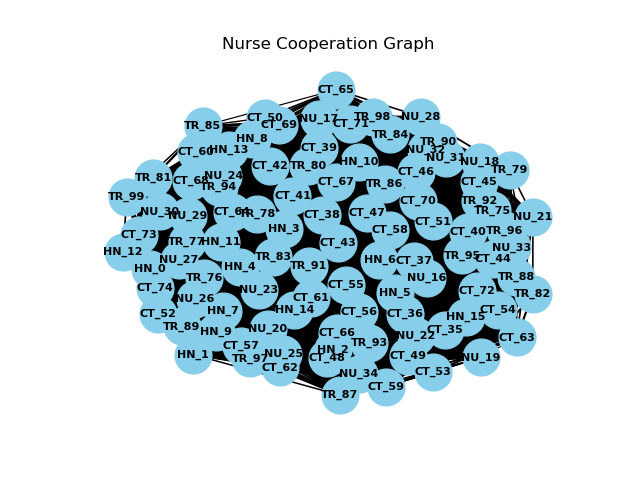 Nurse Cooperation Graph
CT_65
CT_50
CT_69
NU_17
CT_71
TR_98
NU_28
TR_85
HN_8
TR_84
TR_90
CT_60
HN_13
CT_39
NU_32
NU_31
NU_18
CT_42
TR_80
HN_10
CT_46
TR_79
TR_81
CT_68
NU_24
TR_94
CT_67
TR_86
CT_45
TR_99
CT_41
CT_70
TR_92
NU_30
NU_29
CT_64
TR_78
CT_38
CT_47
TR_75
NU_21
CT_51
HN_3
CT_58
CT_40
TR_96
CT_73
TR_77
HN_11
CT_43
NU_33
HN_12
NU_27
TR_83
HN_6
CT_37
TR_95
CT_44
HN_0
HN_4
TR_91
TR_76
NU_16
TR_88
CT_74
NU_23
CT_55
HN_5
CT_72
TR_82
NU_26
CT_61
CT_52
HN_7
HN_14
CT_56
CT_36
HN_15
CT_54
TR_89
HN_9
NU_20
CT_66
NU_22
CT_35
CT_63
CT_57
HN_2
TR_93
HN_1
TR_97
NU_25
CT_48
CT_49
NU_19
CT_62
NU_34
CT_53
TR_87
CT_59